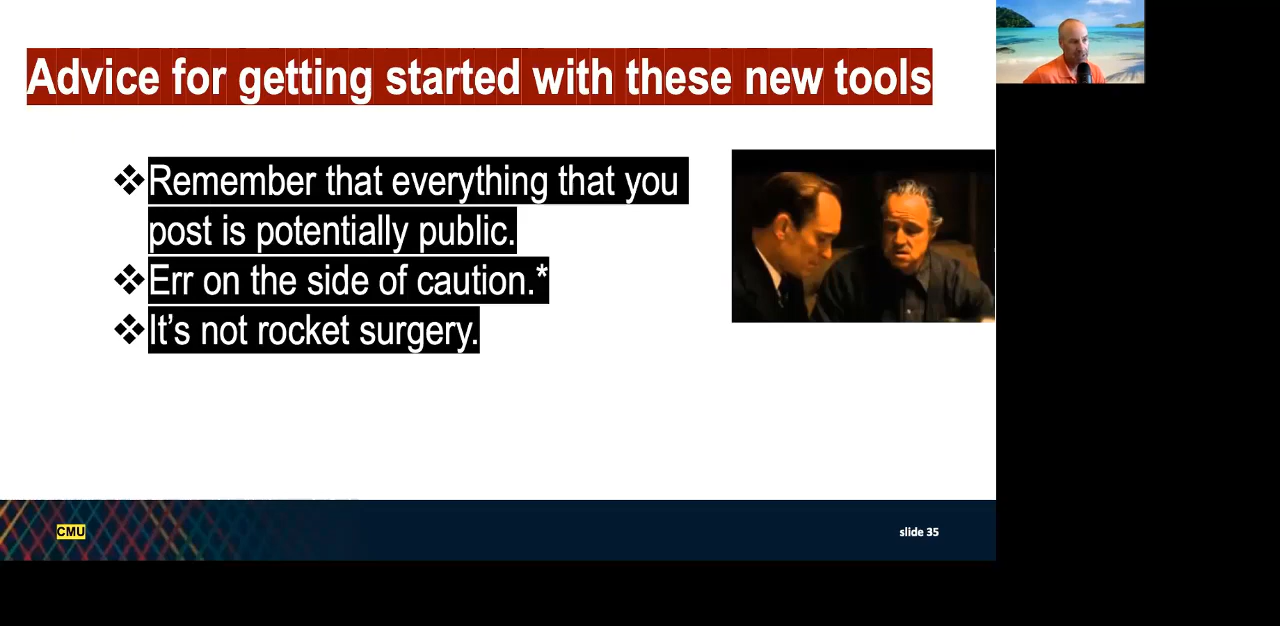 Advice for getting started with these new tools
❖Remember that everything that you
post is potentially public.
❖Err on the side of caution.*
❖It’s not rocket surgery.
CMU
slide 35